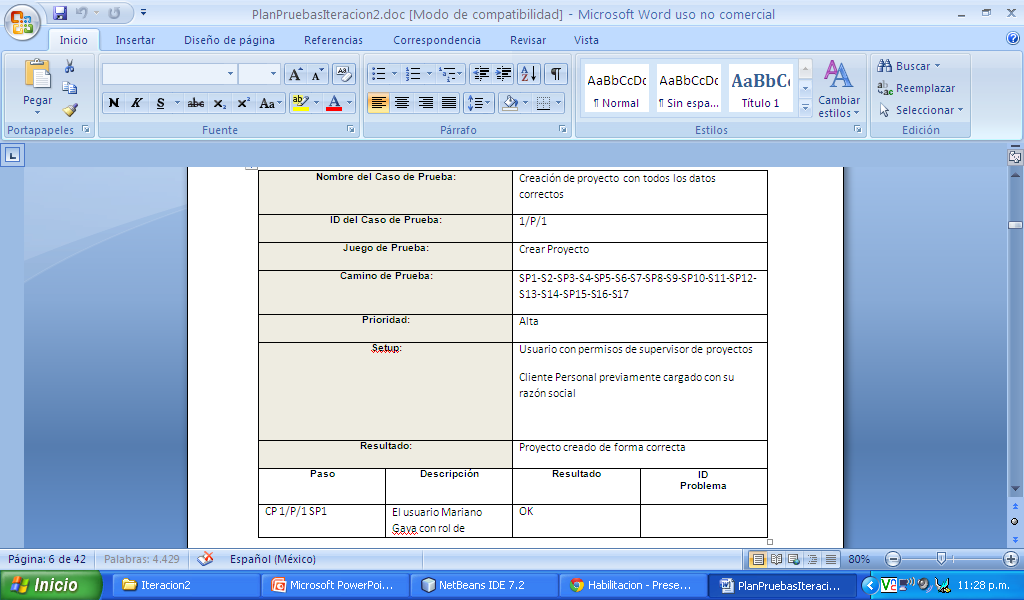 PlanPruebasIteracion2.doc [Modo de compatibilidad] - Microsoft Word uso no comercial
Inicio Insertar Diseño de página Referencias Correspondencia Revisar Vista
Pegar
Portapapeles
N K S abc x₂ x² Aa ab A
Fuente
Párrafo
AaBbCcDc AaBbCcDc AaBbC
¶ Normal ¶ Sin espa... Título 1
Estilos
Cambiar
estilos
Buscar
Reemplazar
Seleccionar
Edición
Nombre del Caso de Prueba: Creación de proyecto con todos los datos
correctos
ID del Caso de Prueba: 1/P/1
Juego de Prueba: Crear Proyecto
Camino de Prueba: SP1-S2-SP3-S4-SP5-S6-S7-SP8-S9-SP10-S11-SP12-
S13-S14-SP15-S16-S17
Prioridad: Alta
Setup: Usuario con permisos de supervisor de proyectos
Cliente Personal previamente cargado con su
razón social
Resultado: Proyecto creado de forma correcta
Paso Descripción Resultado ID
Problema
CP 1/P/1 SP1 El usuario Mariano OK
Gava con rol de
Página: 6 de 42 Palabras: 4.429 Español (México) 80%
Inicio Iteracion2 Microsoft PowerPoi... NetBeans IDE 7.2 Habilitacion - Prese... PlanPruebasIteraci... 11:28 p.m.